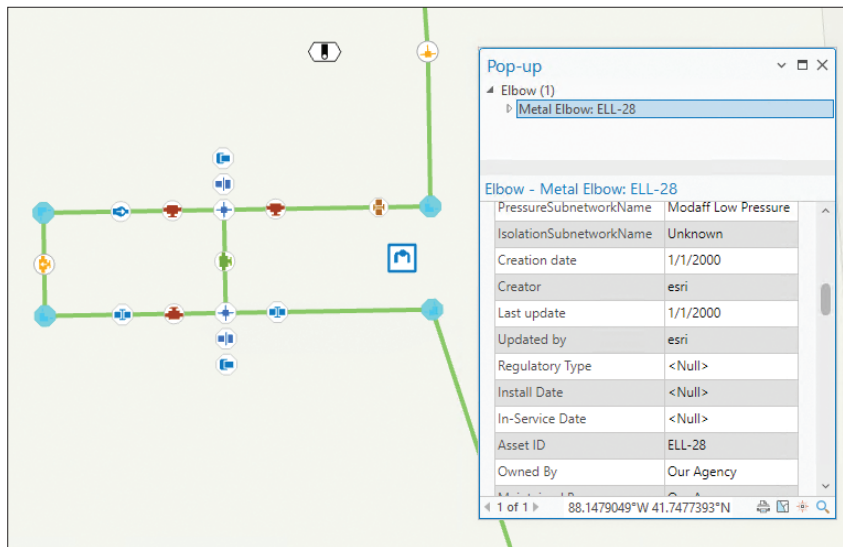 Pop-up
Elbow (1)
Metal Elbow: ELL-28
Elbow - Metal Elbow: ELL-28
PressureSubnetworkName Modaff Low Pressure
IsolationSubnetworkName Unknown
Creation date 1/1/2000
Creator esri
Last update 1/1/2000
Updated by esri
Regulatory Type <Null>
Install Date <Null>
In-Service Date <Null>
Asset ID ELL-28
Owned By Our Agency
1 of 1 88.1479049°W 41.7477393°N